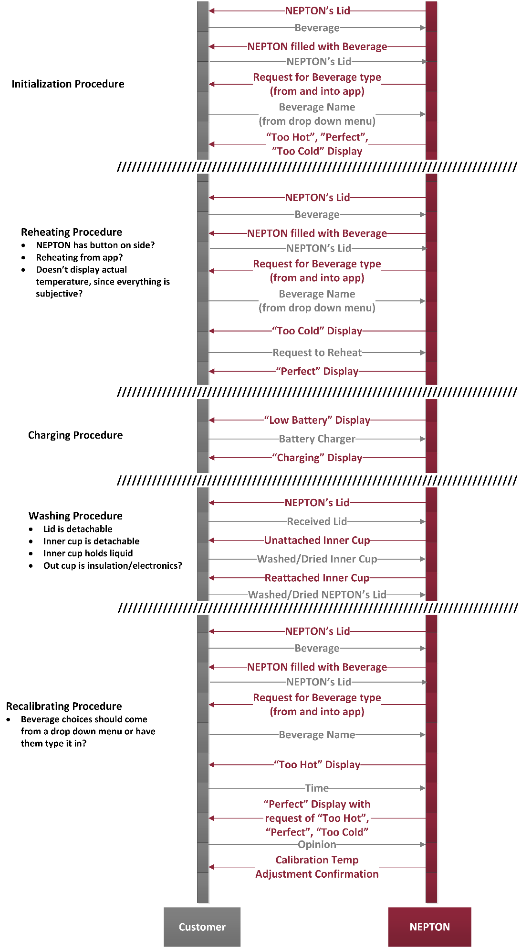 NEPTON's Lid
Beverage
NEPTON filled with Beverage
NEPTON's Lid
Initialization Procedure
Request for Beverage type
(from and into app)
Beverage Name
(from drop down menu)
"Too Hot", "Perfect",
"Too Cold" Display
NEPTON's Lid
Beverage
Reheating Procedure
• NEPTON has button on side?
• Reheating from app?
• Doesn't display actual
temperature, since everything is
subjective?
NEPTON filled with Beverage
NEPTON's Lid
Request for Beverage type
(from and into app)
Beverage Name
(from drop down menu)
"Too Cold" Display
Request to Reheat
"Perfect" Display
Charging Procedure
"Low Battery" Display
Battery Charger
"Charging" Display
Washing Procedure
• Lid is detachable
• Inner cup is detachable
• Inner cup holds liquid
• Out cup is insulation/electronics?
NEPTON's Lid
Received Lid
Unattached Inner Cup
Washed/Dried Inner Cup
Reattached Inner Cup
Washed/Dried NEPTON's Lid
NEPTON's Lid
Beverage
NEPTON filled with Beverage
NEPTON's Lid
Recalibrating Procedure
• Beverage choices should come
from a drop down menu or have
them type it in?
Request for Beverage type
(from and into app)
Beverage Name
"Too Hot" Display
Time
"Perfect" Display with
request of "Too Hot",
"Perfect", "Too Cold"
Opinion
Calibration Temp
Adjustment Confirmation
Customer
NEPTON